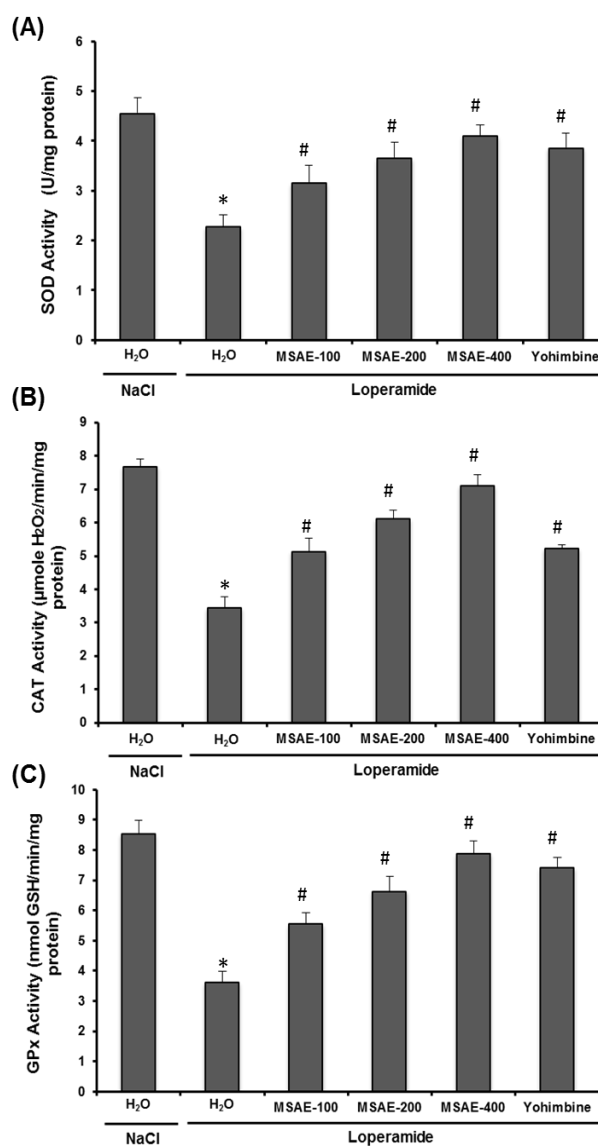 (A)
SOD Activity (U/mg protein)
6
5
4
3
2
1
0
*
#
#
#
#
H₂O
H₂O
MSAE-100
MSAE-200
MSAE-400
Yohimbine
NaCl
Loperamide
(B)
CAT Activity (µmole H₂O₂/min/mg
protein)
9
8
7
6
5
4
3
2
1
0
*
#
#
#
#
H₂O
H₂O
MSAE-100
MSAE-200
MSAE-400
Yohimbine
NaCl
Loperamide
(C)
GPx Activity (nmol GSH/min/mg
protein)
10
9
8
7
6
5
4
3
2
1
0
*
#
#
#
#
H₂O
H₂O
MSAE-100
MSAE-200
MSAE-400
Yohimbine
NaCl
Loperamide